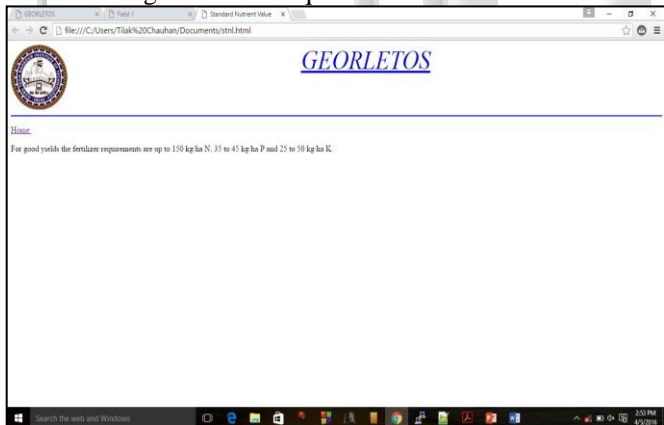 GEORLETOS
Field 1
Standard Nutrient Value
file:///C:/Users/Tilak%20Chauhan/Documents/stnl.html
GEORLETOS
Home
For good yields the fertilizer requirements are up to 150 kg/ha N, 35 to 45 kg/ha P and 25 to 50 kg/ha K.
Search the web and Windows
2:53 PM
4/5/2016